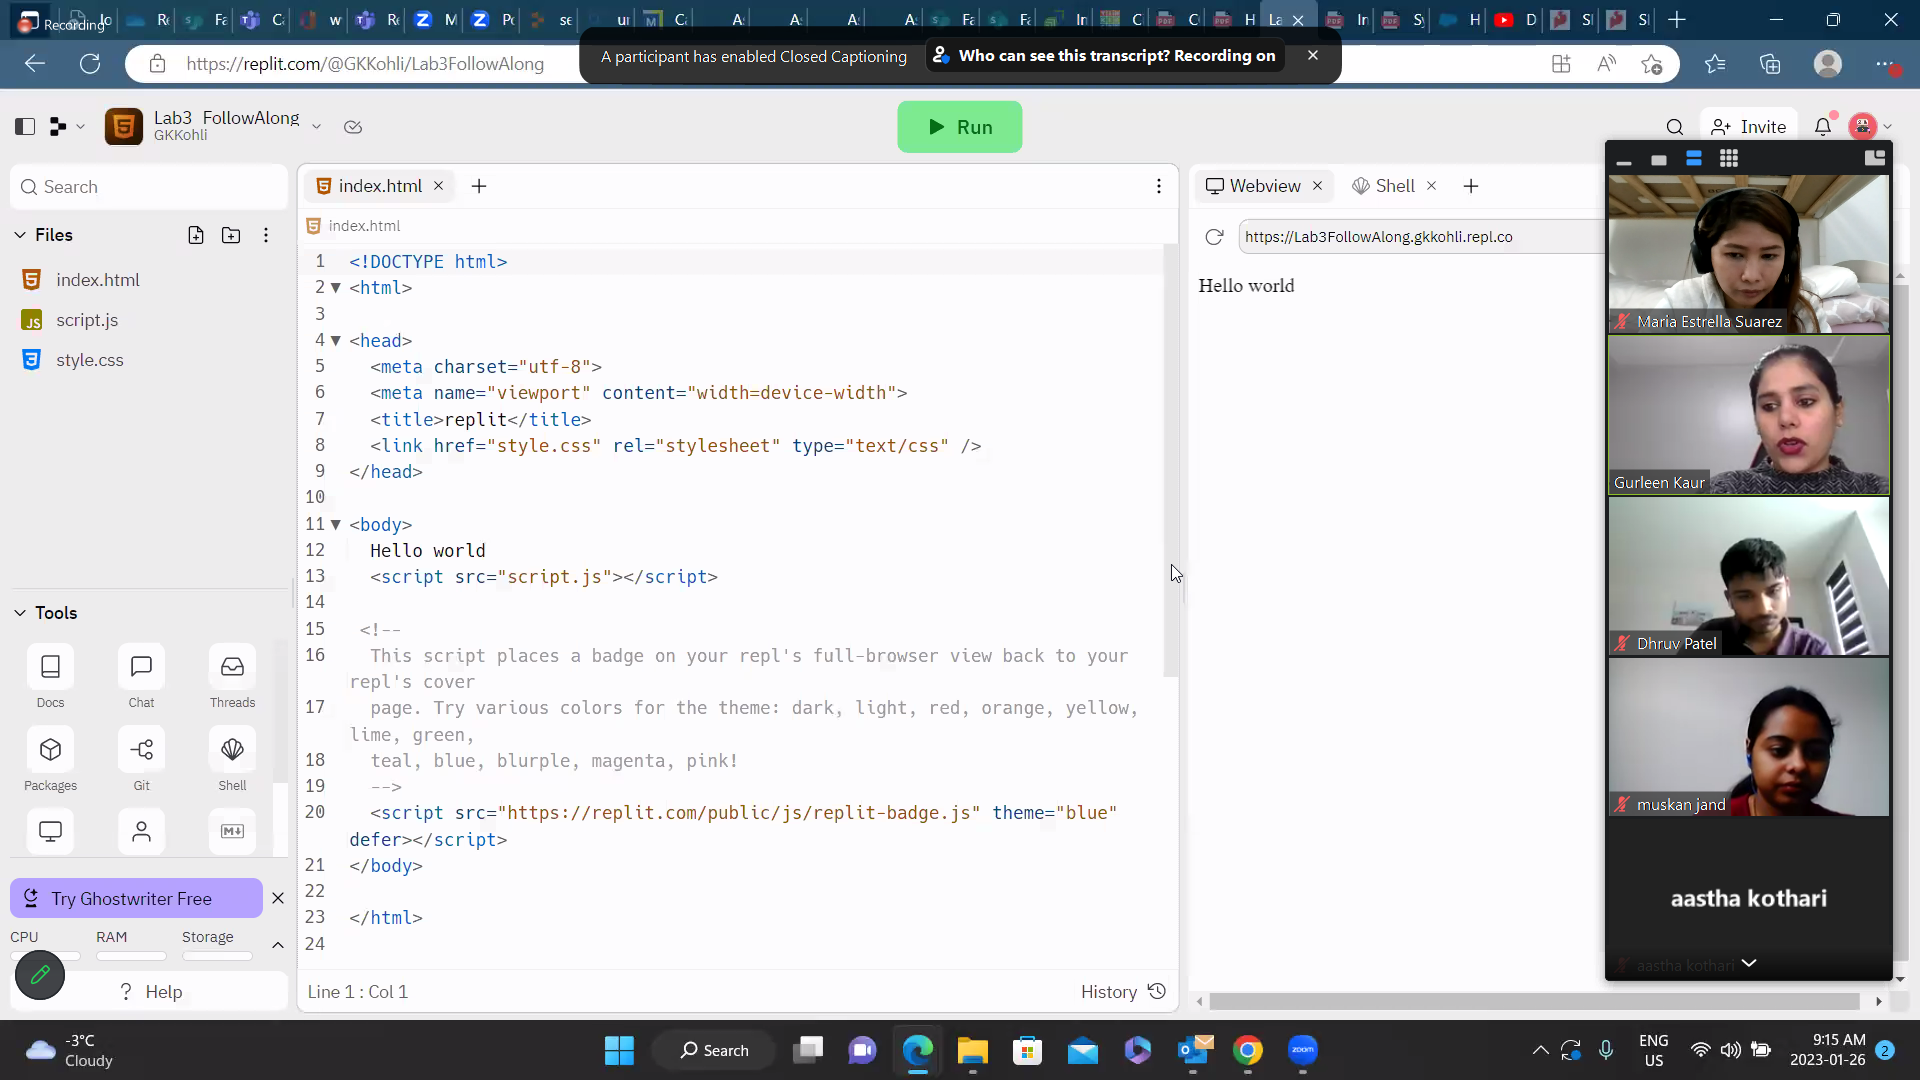 Recording
https://replit.com/@GKKohli/Lab3FollowAlong
A participant has enabled Closed Captioning
Who can see this transcript? Recording on
Lab3 FollowAlong
GKKohli
Run
Invite
Search
index.html
Webview
Shell
Files
index.html
https://Lab3FollowAlong.gkkohli.repl.co
Hello world
index.html
script.js
style.css
1 <!DOCTYPE html>
2 <html>
3
4 <head>
5 <meta charset="utf-8">
6 <meta name="viewport" content="width=device-width">
7 <title>replit</title>
8 <link href="style.css" rel="stylesheet" type="text/css" />
9 </head>
10
11 <body>
12 Hello world
13 <script src="script.js"></script>
14
15 <!--
16 This script places a badge on your repl's full-browser view back to your
repl's cover
17 page. Try various colors for the theme: dark, light, red, orange, yellow,
lime, green,
18 teal, blue, blurple, magenta, pink!
19 -->
20 <script src="https://replit.com/public/js/replit-badge.js" theme="blue"
defer></script>
21 </body>
22
23 </html>
24
Tools
Docs
Chat
Threads
Packages
Git
Shell
Try Ghostwriter Free
CPU
RAM
Storage
Help
Line 1 : Col 1
History
Maria Estrella Suarez
Gurleen Kaur
Dhruv Patel
muskan jand
aastha kothari
aastha kothari
-3°C
Cloudy
Search
zoom
ENG
US
9:15 AM
2023-01-26
2